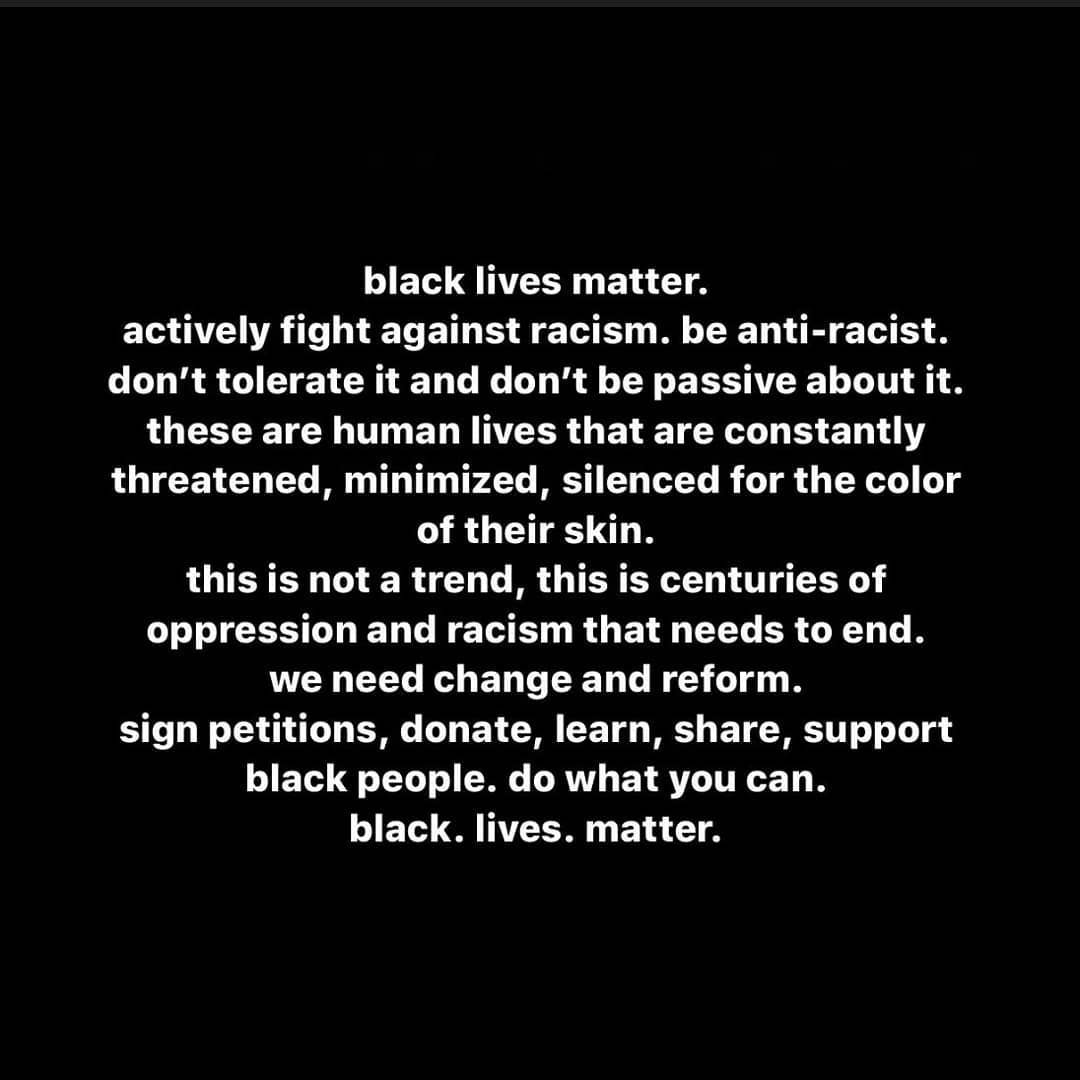 black lives matter.
actively fight against racism. be anti-racist.
don’t tolerate it and don’t be passive about it.
these are human lives that are constantly
threatened, minimized, silenced for the color
of their skin.
this is not a trend, this is centuries of
oppression and racism that needs to end.
we need change and reform.
sign petitions, donate, learn, share, support
black people. do what you can.
black. lives. matter.